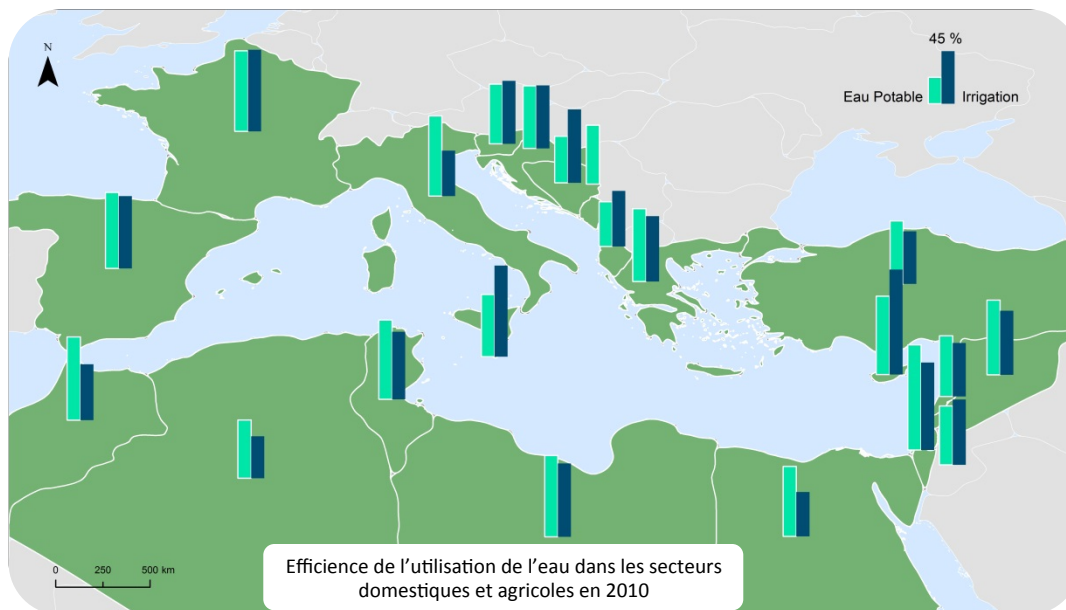 N
45 %
Eau Potable Irrigation
0 250 500 km
Efficience de l’utilisation de l’eau dans les secteurs
domestiques et agricoles en 2010